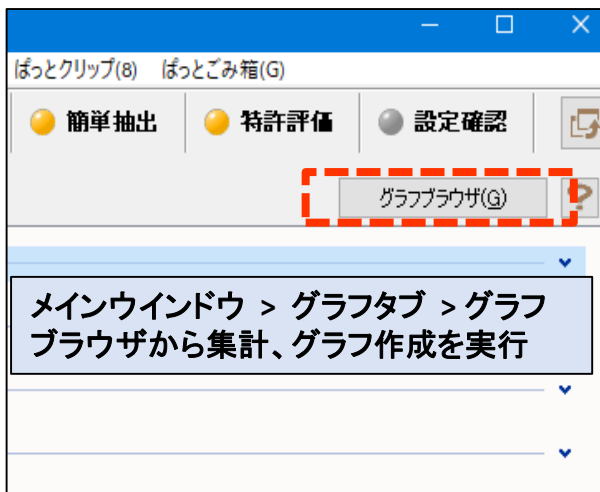 ぱっとクリップ(8) ぱっとごみ箱(G)
簡単抽出 特許評価 設定確認
グラフブラウザ(G) ?
メインウインドウ > グラフタブ > グラフ
ブラウザから集計、グラフ作成を実行